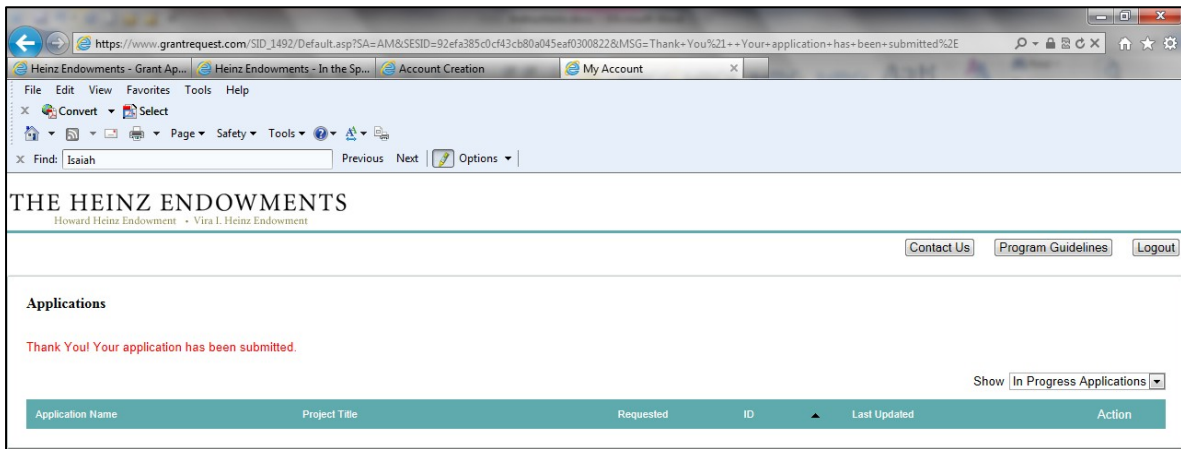 https://www.grantrequest.com/SID_1492/Default.asp?SA=AM&SESID=92efa385c0cf43cb80a045eaf0300822&MSG=Thank+You%21++Your+application+has+been+submitted%2E
Heinz Endowments - Grant Ap... Heinz Endowments - In the Sp... Account Creation My Account
File Edit View Favorites Tools Help
Convert Select
Page Safety Tools
Find: Isaiah Previous Next Options
THE HEINZ ENDOWMENTS
Howard Heinz Endowment • Vira I. Heinz Endowment
Contact Us Program Guidelines Logout
Applications
Thank You! Your application has been submitted.
Show In Progress Applications
Application Name Project Title Requested ID Last Updated Action